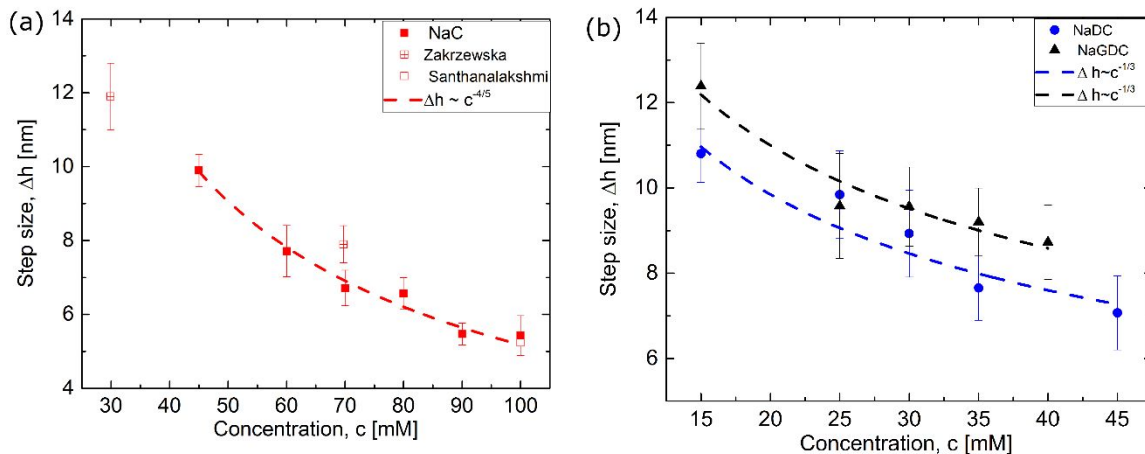 (a)
14
12
10
8
6
4
Step size, Δh [nm]
NaC
Zakrzewska
Santhanalakshmi
Δh ~ c-4/5
30 40 50 60 70 80 90 100
Concentration, c [mM]
(b)
14
12
10
8
6
Step size, Δh [nm]
NaDC
NaGDC
Δ h~c-1/3
Δ h~c-1/3
15 20 25 30 35 40 45
Concentration, c [mM]